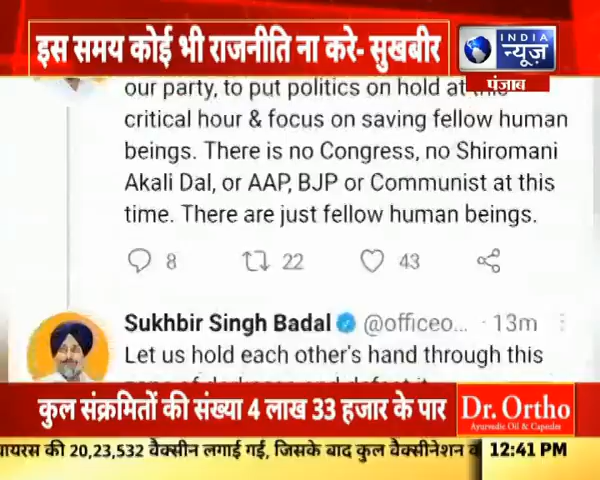 इस समय कोई भी राजनीति ना करे- सुखबीर
INDIA
न्यूज़
पंजाब
our party, to put politics on hold at this
critical hour & focus on saving fellow human
beings. There is no Congress, no Shiromani
Akali Dal, or AAP, BJP or Communist at this
time. There are just fellow human beings.
8 22 43
Sukhbir Singh Badal @officeo... · 13m
Let us hold each other's hand through this
कुल संक्रमितों की संख्या 4 लाख 33 हजार के पार
Dr. Ortho
Ayurvedic Oil & Capsules
यरस की 20,23,532 वैक्सीन लगाई गईं, जिसके बाद कुल वैक्सीनेशन
12:41 PM